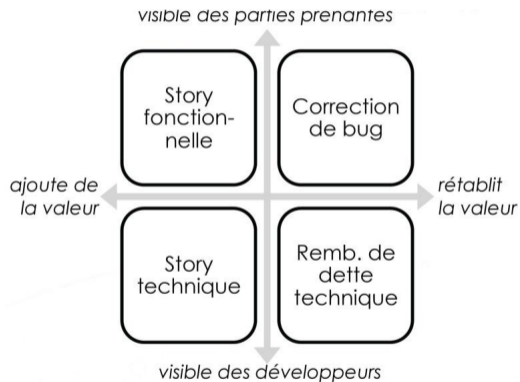 visible des parties prenantes
Story
fonction-
nelle
Correction
de bug
ajoute de
la valeur
rétablit
la valeur
Story
technique
Remb. de
dette
technique
visible des développeurs